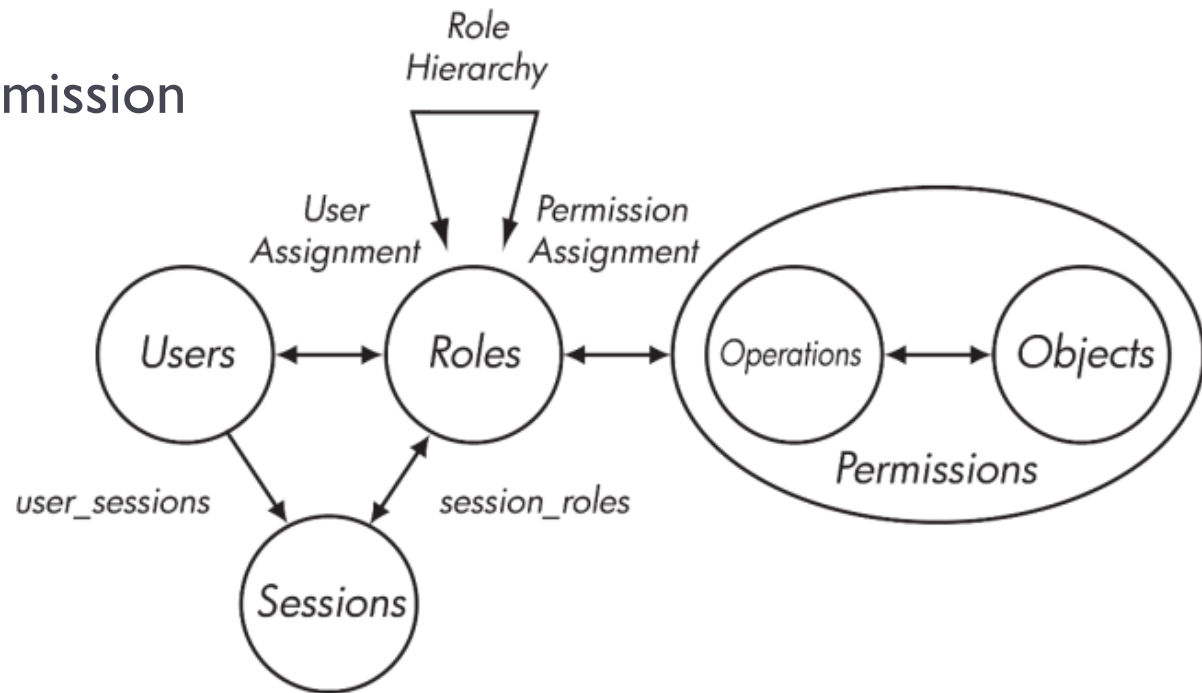 mission
Role
Hierarchy
User
Assignment
Permission
Assignment
Users
Roles
Operations
Objects
Permissions
user_sessions
session_roles
Sessions